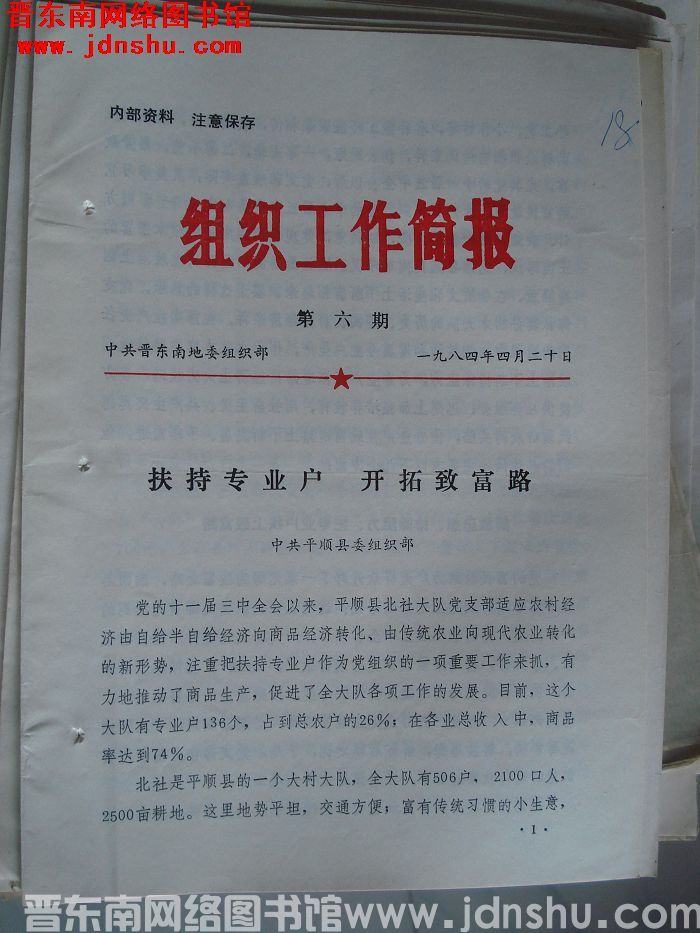 晋东南网络图书馆
www.jdnshu.com
内部资料 注意保存
18
组织工作简报
第六期
中共晋东南地委组织部 一九八四年四月二十日
扶持专业户 开拓致富路
中共平顺县委组织部
党的十一届三中全会以来，平顺县北社大队党支部适应农村经
济由自给半自给经济向商品经济转化、由传统农业向现代农业转化
的新形势，注重把扶持专业户作为党组织的一项重要工作来抓，有
力地推动了商品生产，促进了全大队各项工作的发展。目前，这个
大队有专业户136个，占到总农户的26%；在各业总收入中，商品
率达到74%。
北社是平顺县的一个大村大队，全大队有506户，2100口人，
2500亩耕地。这里地势平坦，交通方便；富有传统习惯的小生意，
·1·
晋东南网络图书馆www.jdnshu.com